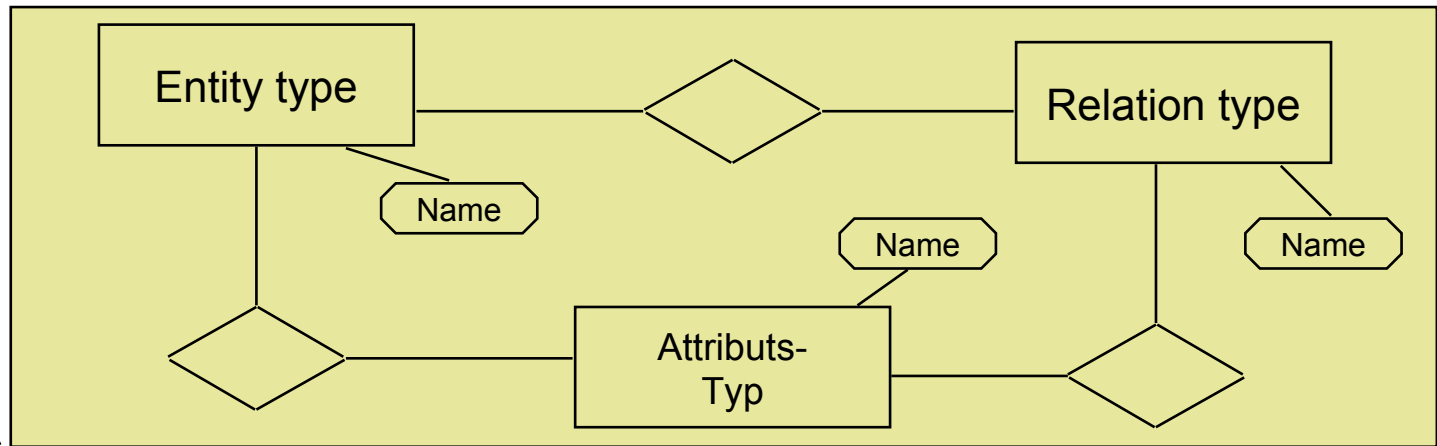 Entity type
Relation type
Name
Name
Name
Attributs-
Typ